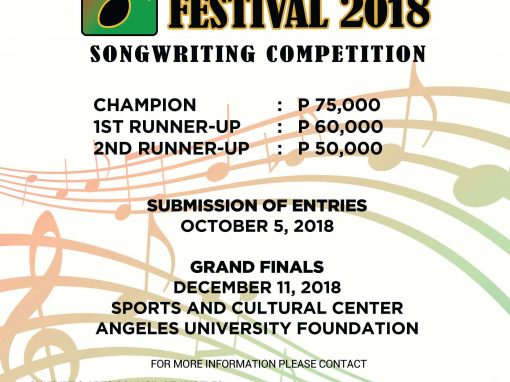 FESTIVAL 2018
SONGWRITING COMPETITION
CHAMPION : P 75,000
1ST RUNNER-UP : P 60,000
2ND RUNNER-UP : P 50,000
SUBMISSION OF ENTRIES
OCTOBER 5, 2018
GRAND FINALS
DECEMBER 11, 2018
SPORTS AND CULTURAL CENTER
ANGELES UNIVERSITY FOUNDATION
FOR MORE INFORMATION PLEASE CONTACT